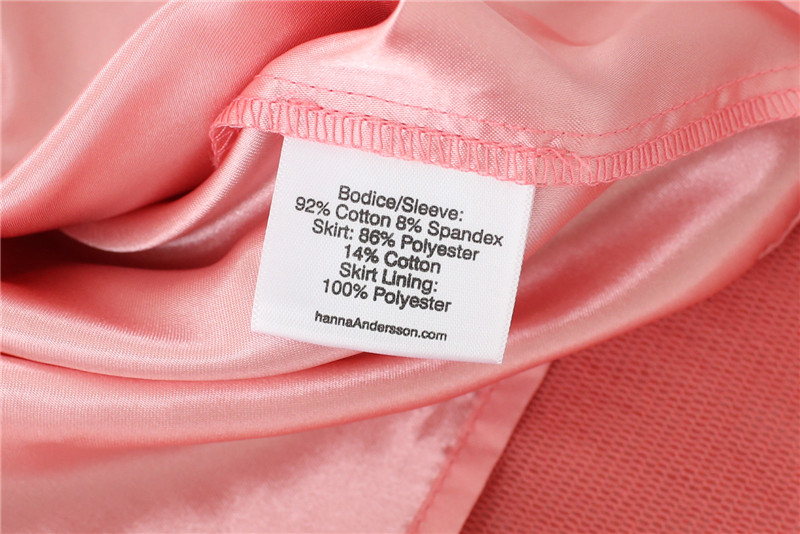 Bodice/Sleeve:
92% Cotton 8% Spandex
Skirt: 86% Polyester
14% Cotton
Skirt Lining:
100% Polyester
hannaAndersson.com